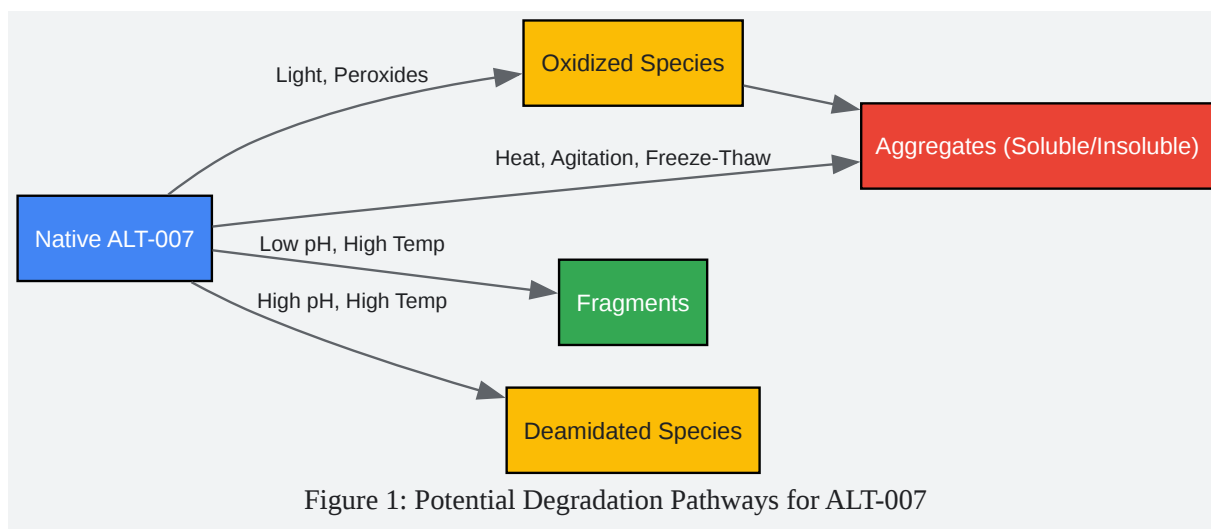 Oxidized Species
Light, Peroxides
Aggregates (Soluble/Insoluble)
Heat, Agitation, Freeze-Thaw
Native ALT-007
Low pH, High Temp
Fragments
High pH, High Temp
Deamidated Species
Figure 1: Potential Degradation Pathways for ALT-007